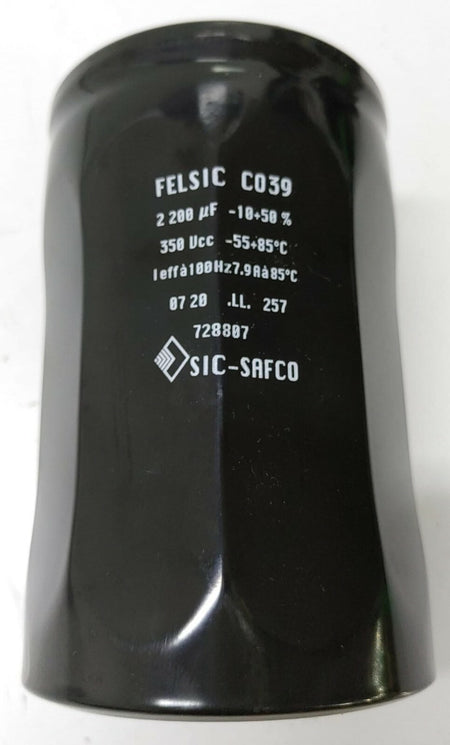 FELSIC C039
2 200 µF -10+50 %
350 Vcc -55+85°C
Ieffà100Hz7.9Aà85°C
07 20 .LL. 257
728807
SIC-SAFCO